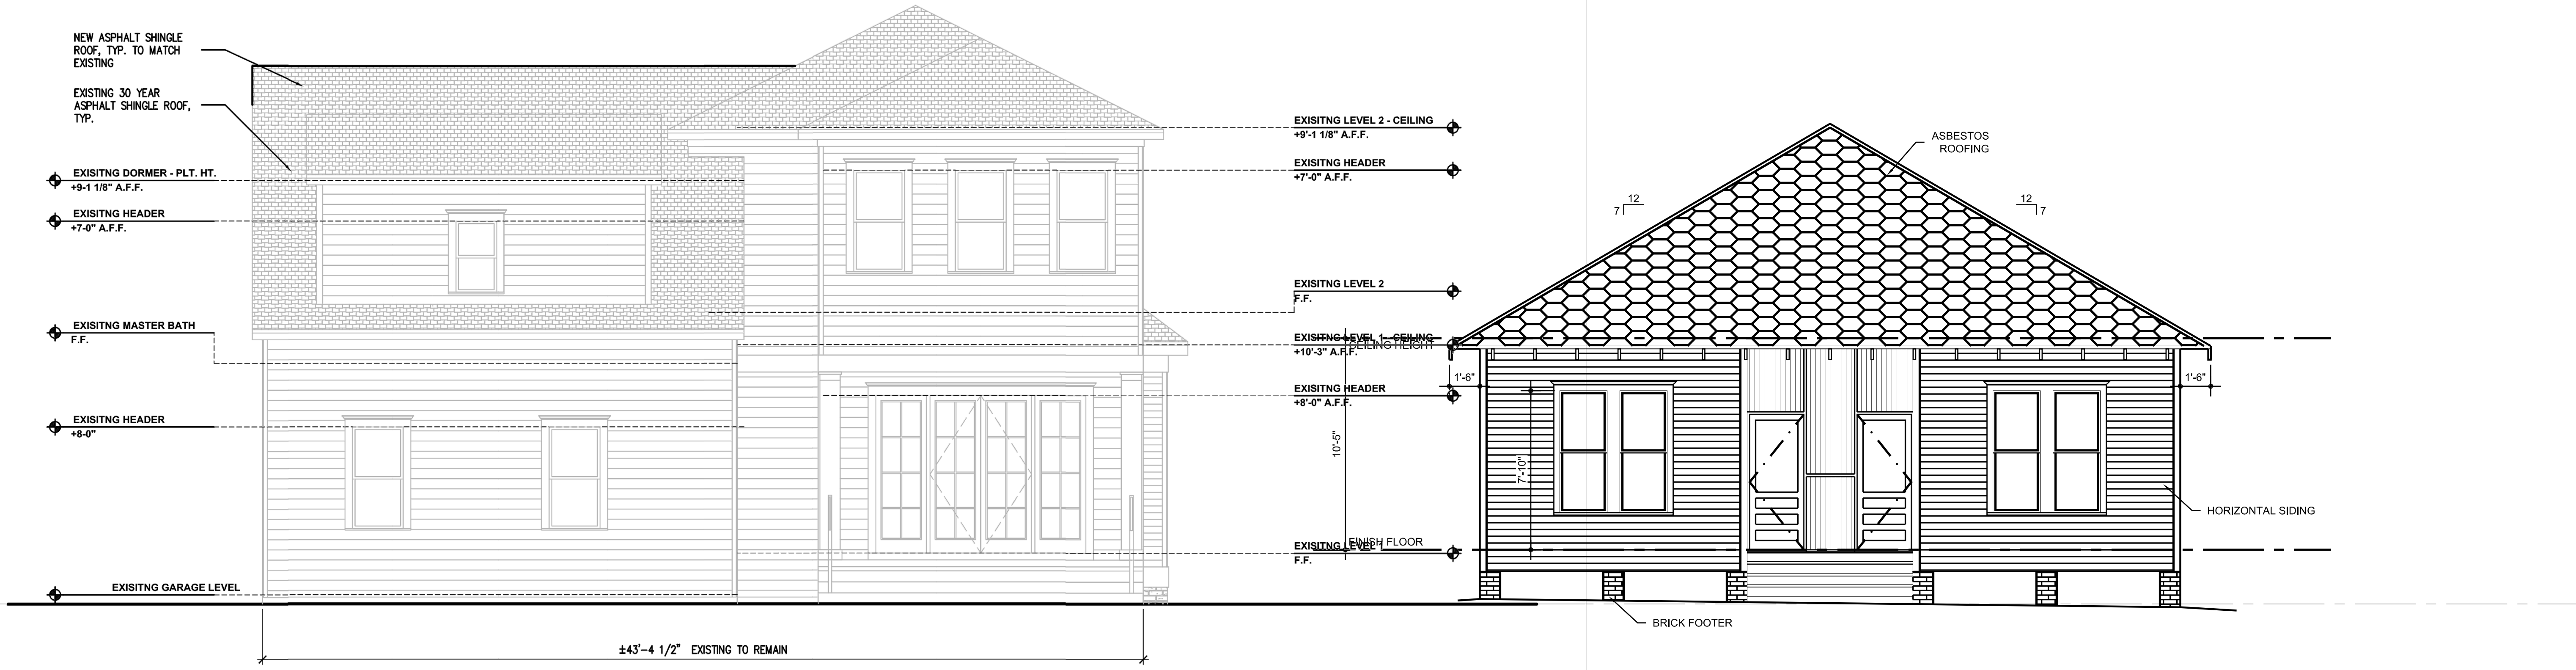 NEW ASPHALT SHINGLE
ROOF, TYP. TO MATCH
EXISTING
EXISTING 30 YEAR
ASPHALT SHINGLE ROOF,
TYP.
EXISITNG DORMER - PLT. HT.
+9-1 1/8" A.F.F.
EXISITNG HEADER
+7-0" A.F.F.
EXISITNG MASTER BATH
F.F.
EXISITNG HEADER
+8-0"
EXISITNG GARAGE LEVEL
±43'-4 1/2" EXISTING TO REMAIN
EXISITNG LEVEL 2 - CEILING
+9'-1 1/8" A.F.F.
EXISITNG HEADER
+7'-0" A.F.F.
EXISITNG LEVEL 2
F.F.
EXISITNG LEVEL 1 - CEILING
CEILING HEIGHT
+10'-3" A.F.F.
EXISITNG HEADER
+8'-0" A.F.F.
10'-5"
EXISITNG LEVEL 1
FINISH FLOOR
F.F.
ASBESTOS
ROOFING
12
7
12
7
1'-6"
1'-6"
7'-10"
HORIZONTAL SIDING
BRICK FOOTER